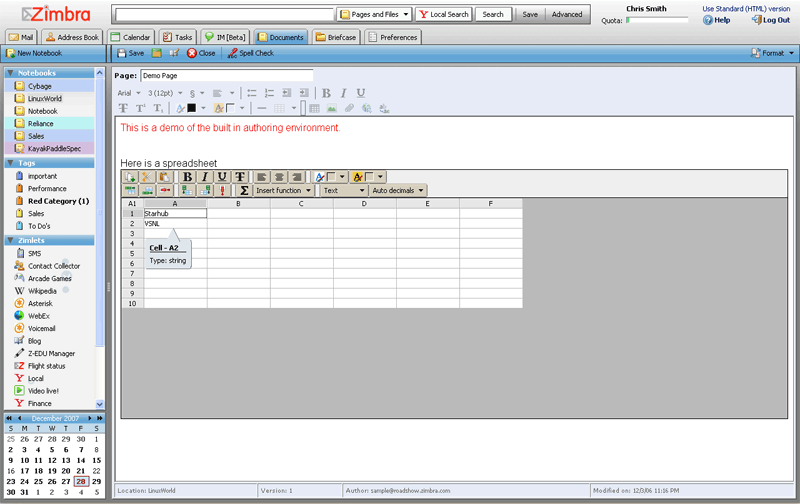 Zimbra
Pages and Files
Local Search
Search
Save
Advanced
Chris Smith
Quota:
Use Standard (HTML) version
Help
Log Out
Mail
Address Book
Calendar
Tasks
IM [Beta]
Documents
Briefcase
Preferences
New Notebook
Save
Close
abc Spell Check
Format
Notebooks
Cybage
LinuxWorld
Notebook
Reliance
Sales
KayakPaddleSpec
Tags
important
Performance
Red Category (1)
Sales
To Do's
Zimlets
SMS
Contact Collector
Arcade Games
Wikipedia
Asterisk
WebEx
Voicemail
Blog
Z-EDU Manager
Flight status
Local
Video live!
Finance
December 2007
S M T W T F S
25 26 27 28 29 30 1
2 3 4 5 6 7 8
9 10 11 12 13 14 15
16 17 18 19 20 21 22
23 24 25 26 27 28 29
30 31 1 2 3 4 5
Page: Demo Page
Arial 3 (12pt) § B I U
T T¹ T₁
This is a demo of the built in authoring environment.
Here is a spreadsheet
B I U T
Σ Insert function Text Auto decimals
A1 A B C D E F
1 Starhub
2 VSNL
3
4
5
6
7
8
9
10
Cell - A2
Type: string
Location: LinuxWorld
Version: 1
Author: sample@roadshow.zimbra.com
Modified on: 12/3/06 11:16 PM